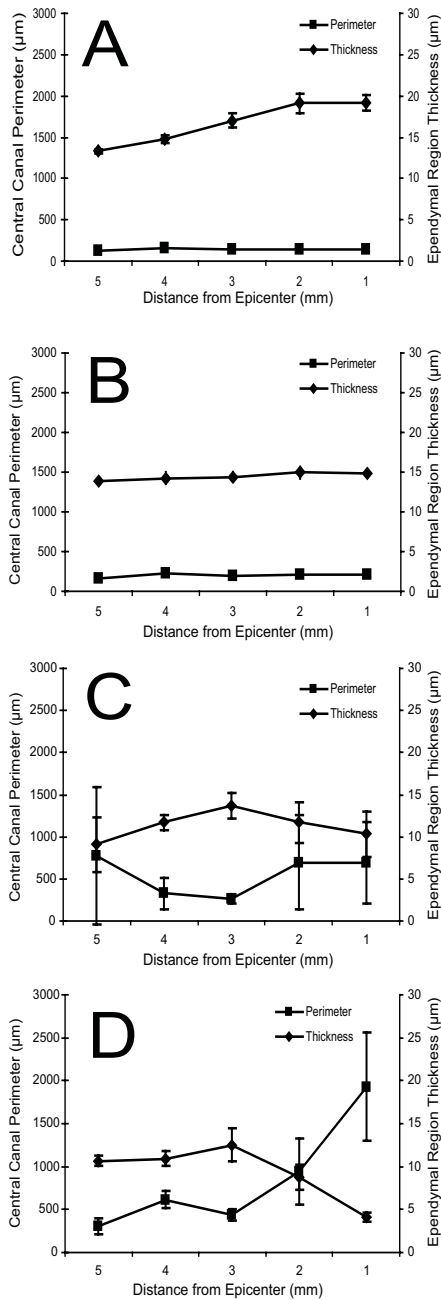 A
Perimeter
Thickness
Central Canal Perimeter (µm)
3000
2500
2000
1500
1000
500
0
Ependymal Region Thickness (µm)
30
25
20
15
10
5
0
5 4 3 2 1
Distance from Epicenter (mm)
B
Perimeter
Thickness
Central Canal Perimeter (µm)
3000
2500
2000
1500
1000
500
0
Ependymal Region Thickness (µm)
30
25
20
15
10
5
0
5 4 3 2 1
Distance from Epicenter (mm)
C
Perimeter
Thickness
Central Canal Perimeter (µm)
3000
2500
2000
1500
1000
500
0
Ependymal Region Thickness (µm)
30
25
20
15
10
5
0
5 4 3 2 1
Distance from Epicenter (mm)
D
Perimeter
Thickness
Central Canal Perimeter (µm)
3000
2500
2000
1500
1000
500
0
Ependymal Region Thickness (µm)
30
25
20
15
10
5
0
5 4 3 2 1
Distance from Epicenter (mm)